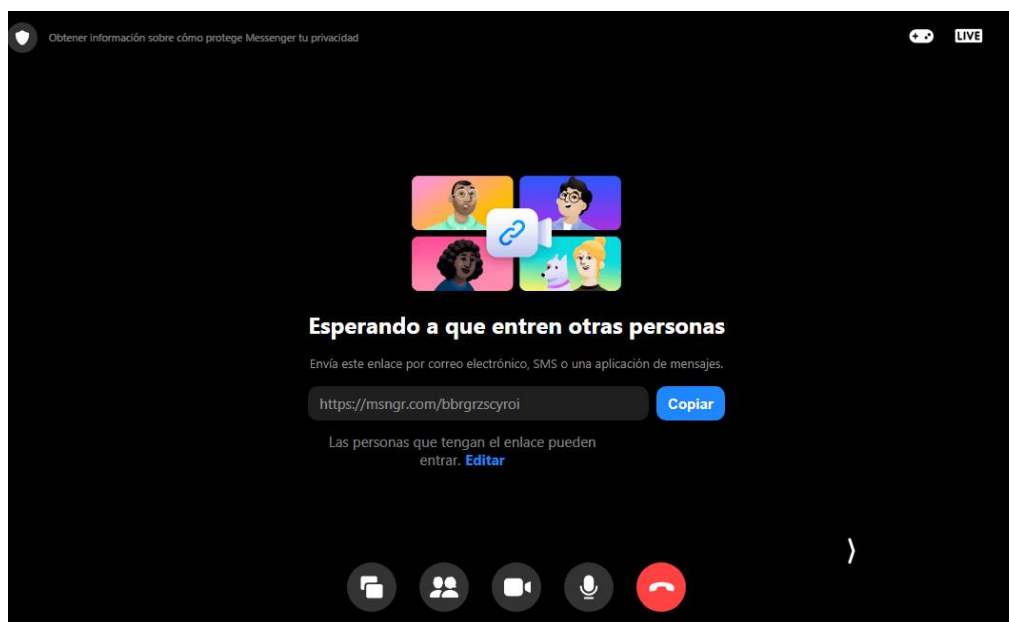 Obtener información sobre cómo protege Messenger tu privacidad
LIVE
Esperando a que entren otras personas
Envía este enlace por correo electrónico, SMS o una aplicación de mensajes.
https://msngr.com/bbrgrzscyroi
Copiar
Las personas que tengan el enlace pueden
entrar. Editar